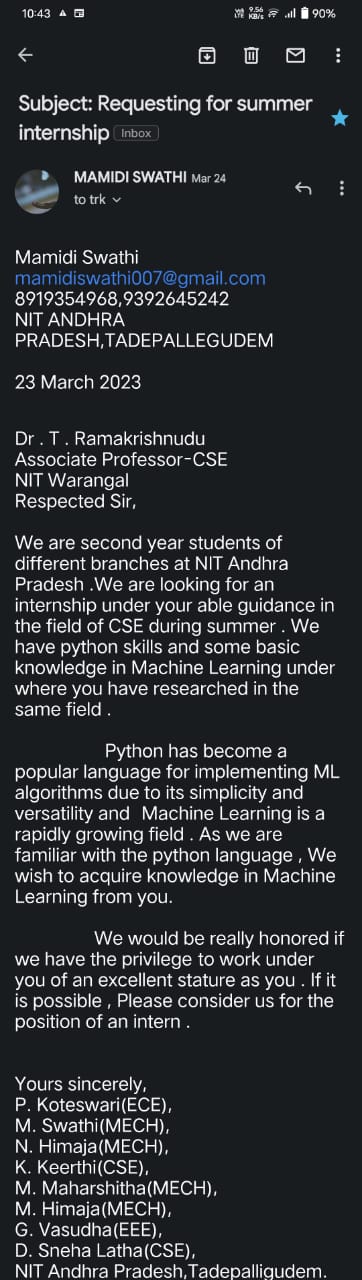 10:43
9.56
KB/s
90%
Subject: Requesting for summer
internship Inbox
MAMIDI SWATHI Mar 24
to trk
Mamidi Swathi
mamidiswathi007@gmail.com
8919354968,9392645242
NIT ANDHRA
PRADESH,TADEPALLEGUDEM
23 March 2023
Dr . T . Ramakrishnudu
Associate Professor-CSE
NIT Warangal
Respected Sir,
We are second year students of
different branches at NIT Andhra
Pradesh .We are looking for an
internship under your able guidance in
the field of CSE during summer . We
have python skills and some basic
knowledge in Machine Learning under
where you have researched in the
same field .
Python has become a
popular language for implementing ML
algorithms due to its simplicity and
versatility and Machine Learning is a
rapidly growing field . As we are
familiar with the python language , We
wish to acquire knowledge in Machine
Learning from you.
We would be really honored if
we have the privilege to work under
you of an excellent stature as you . If it
is possible , Please consider us for the
position of an intern .
Yours sincerely,
P. Koteswari(ECE),
M. Swathi(MECH),
N. Himaja(MECH),
K. Keerthi(CSE),
M. Maharshitha(MECH),
M. Himaja(MECH),
G. Vasudha(EEE),
D. Sneha Latha(CSE),
NIT Andhra Pradesh,Tadepalligudem.